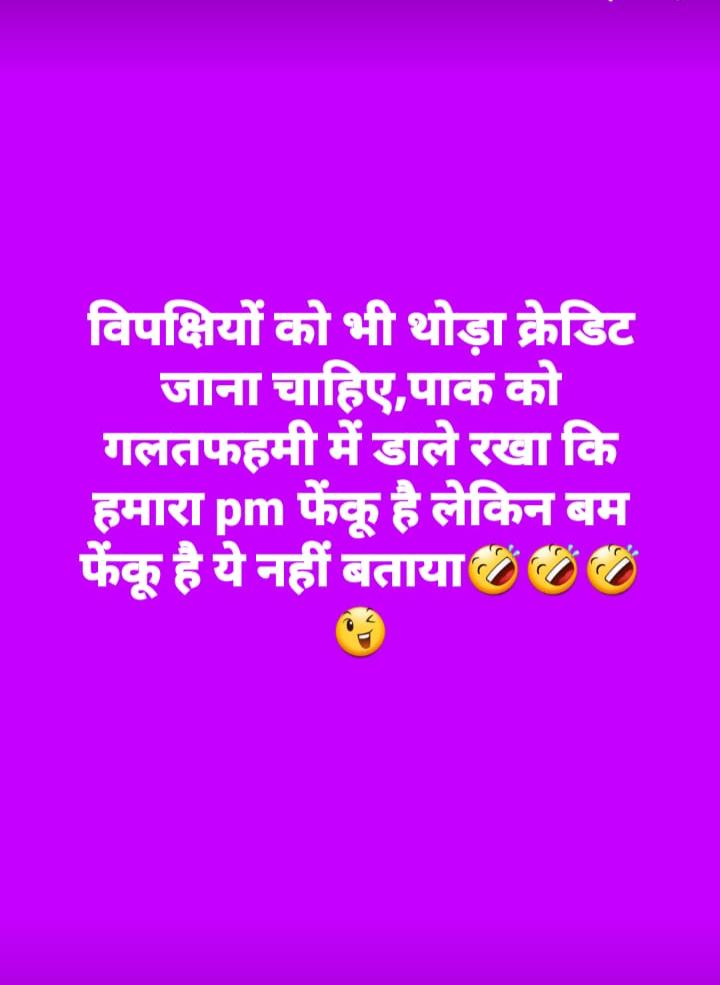 विपक्षियों को भी थोड़ा क्रेडिट
जाना चाहिए,पाक को
गलतफहमी में डाले रखा कि
हमारा pm फेंकू है लेकिन बम
फेंकू है ये नहीं बताया🤣🤣🤣
😉